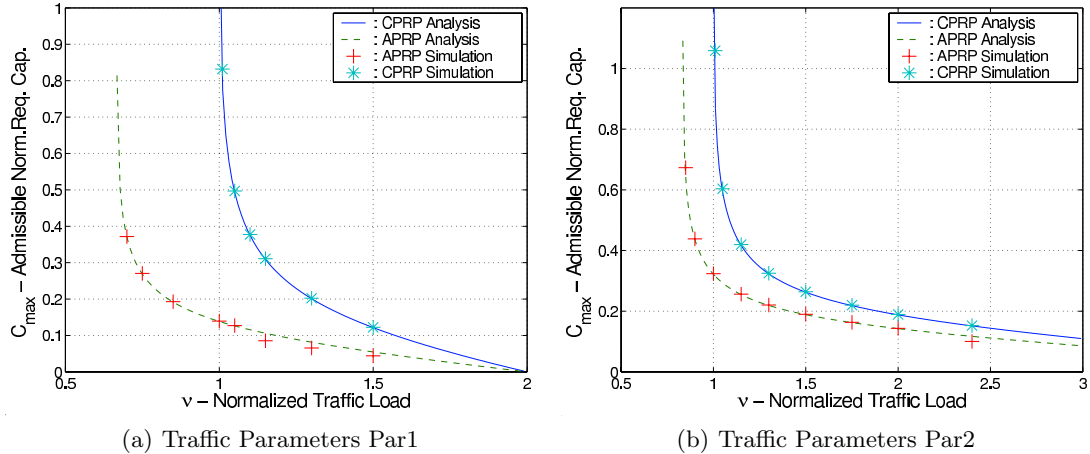 1
0.9
0.8
0.7
0.6
0.5
0.4
0.3
0.2
0.1
0
C_max – Admissible Norm.Req. Cap.
: CPRP Analysis
: APRP Analysis
: APRP Simulation
: CPRP Simulation
0.5 1 1.5 2
ν – Normalized Traffic Load
(a) Traffic Parameters Par1
1
0.8
0.6
0.4
0.2
0
C_max – Admissible Norm.Req. Cap.
: CPRP Analysis
: APRP Analysis
: APRP Simulation
: CPRP Simulation
0.5 1 1.5 2 2.5 3
ν – Normalized Traffic Load
(b) Traffic Parameters Par2